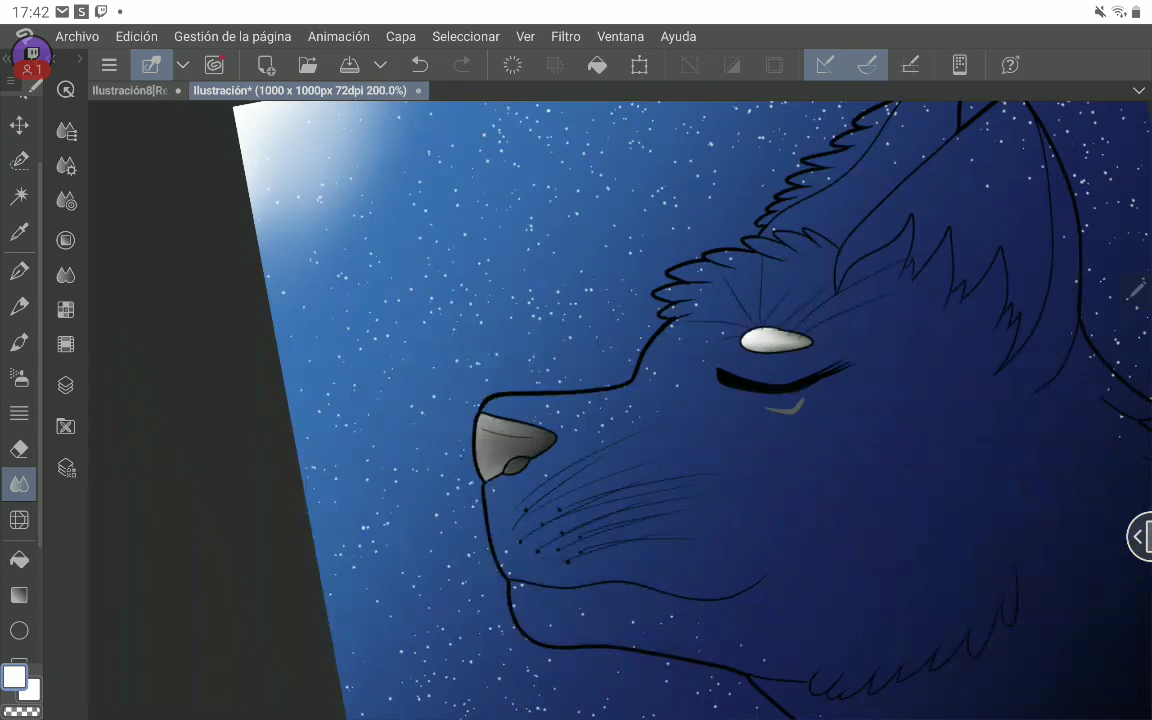 17:42
S
Archivo Edición Gestión de la página Animación Capa Seleccionar Ver Filtro Ventana Ayuda
1
Ilustración8[Re Ilustración* (1000 x 1000px 72dpi 200.0%)